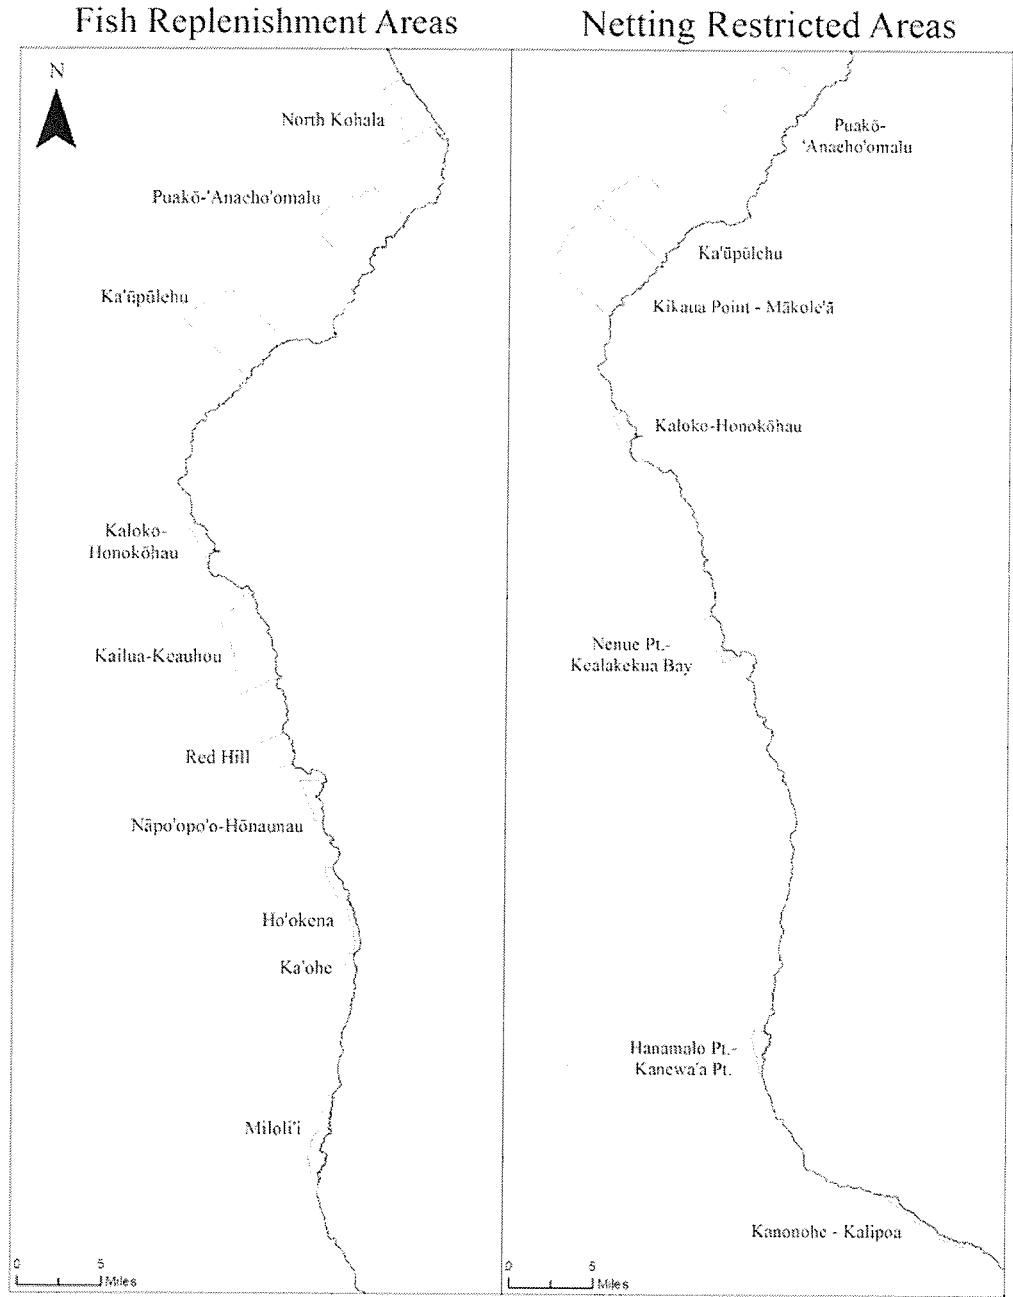 Fish Replenishment Areas
N
North Kohala
Puakō-'Anaeho'omalu
Ka'ūpūlehu
Kaloko-
Honokōhau
Kailua-Keauhou
Red Hill
Nāpo'opo'o-Hōnaunau
Ho'okena
Ka'ohe
Miloli'i
0 5
Miles
Netting Restricted Areas
Puakō-
'Anaeho'omalu
Ka'ūpūlehu
Kikaua Point - Mākole'ā
Kaloko-Honokōhau
Nenue Pt.-
Kealakekua Bay
Hanamalo Pt.-
Kanewa'a Pt.
Kanonohe - Kalipoa
0 5
Miles